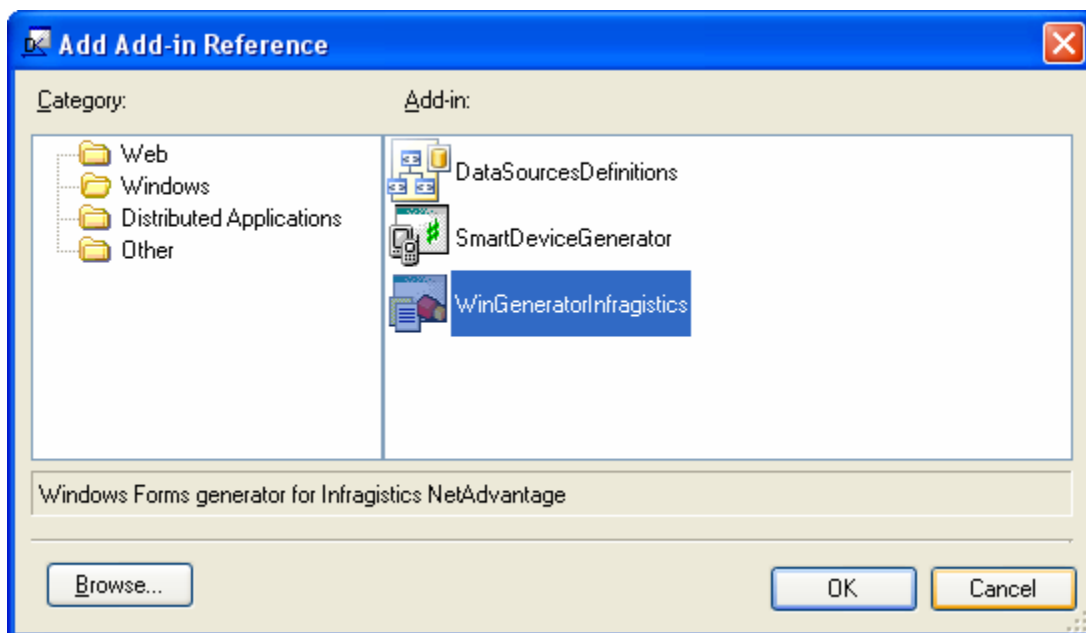 Add Add-in Reference
Category:
Add-in:
Web
Windows
Distributed Applications
Other
DataSourcesDefinitions
SmartDeviceGenerator
WinGeneratorInfragistics
Windows Forms generator for Infragistics NetAdvantage
Browse...
OK
Cancel